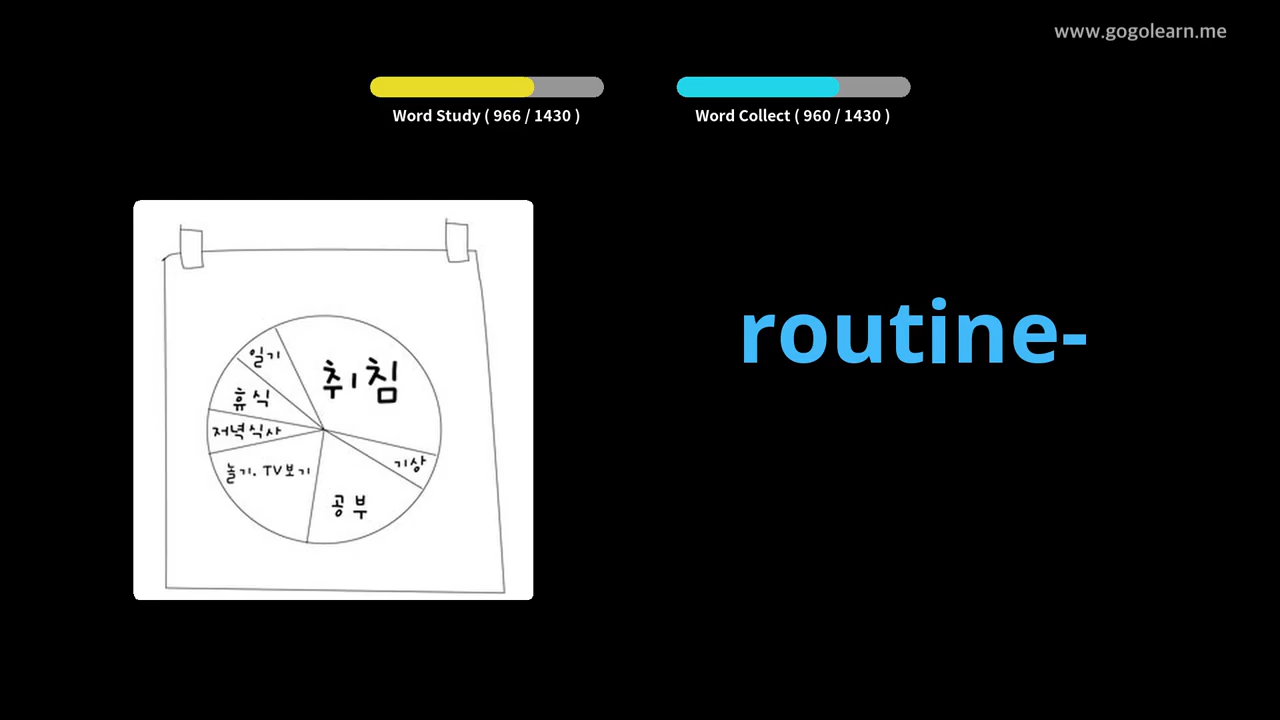 www.gogolearn.me
Word Study ( 966 / 1430 )
Word Collect ( 960 / 1430 )
일기
취침
휴식
저녁식사
놀기. TV보기
기상
공부
routine-